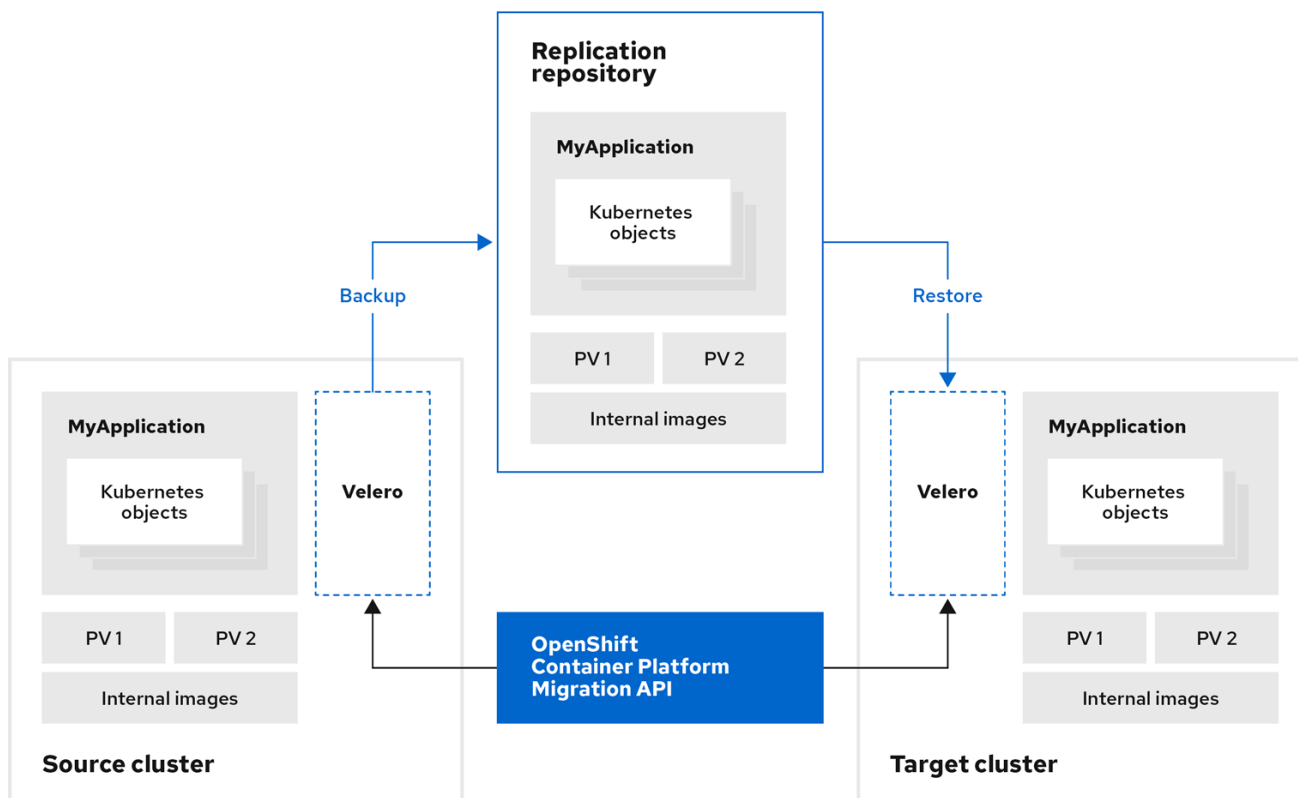 Replication
repository
MyApplication
Kubernetes
objects
Backup
Restore
PV 1
PV 2
Internal images
MyApplication
Kubernetes
objects
Velero
PV 1
PV 2
Internal images
Source cluster
OpenShift
Container Platform
Migration API
Velero
MyApplication
Kubernetes
objects
PV 1
PV 2
Internal images
Target cluster